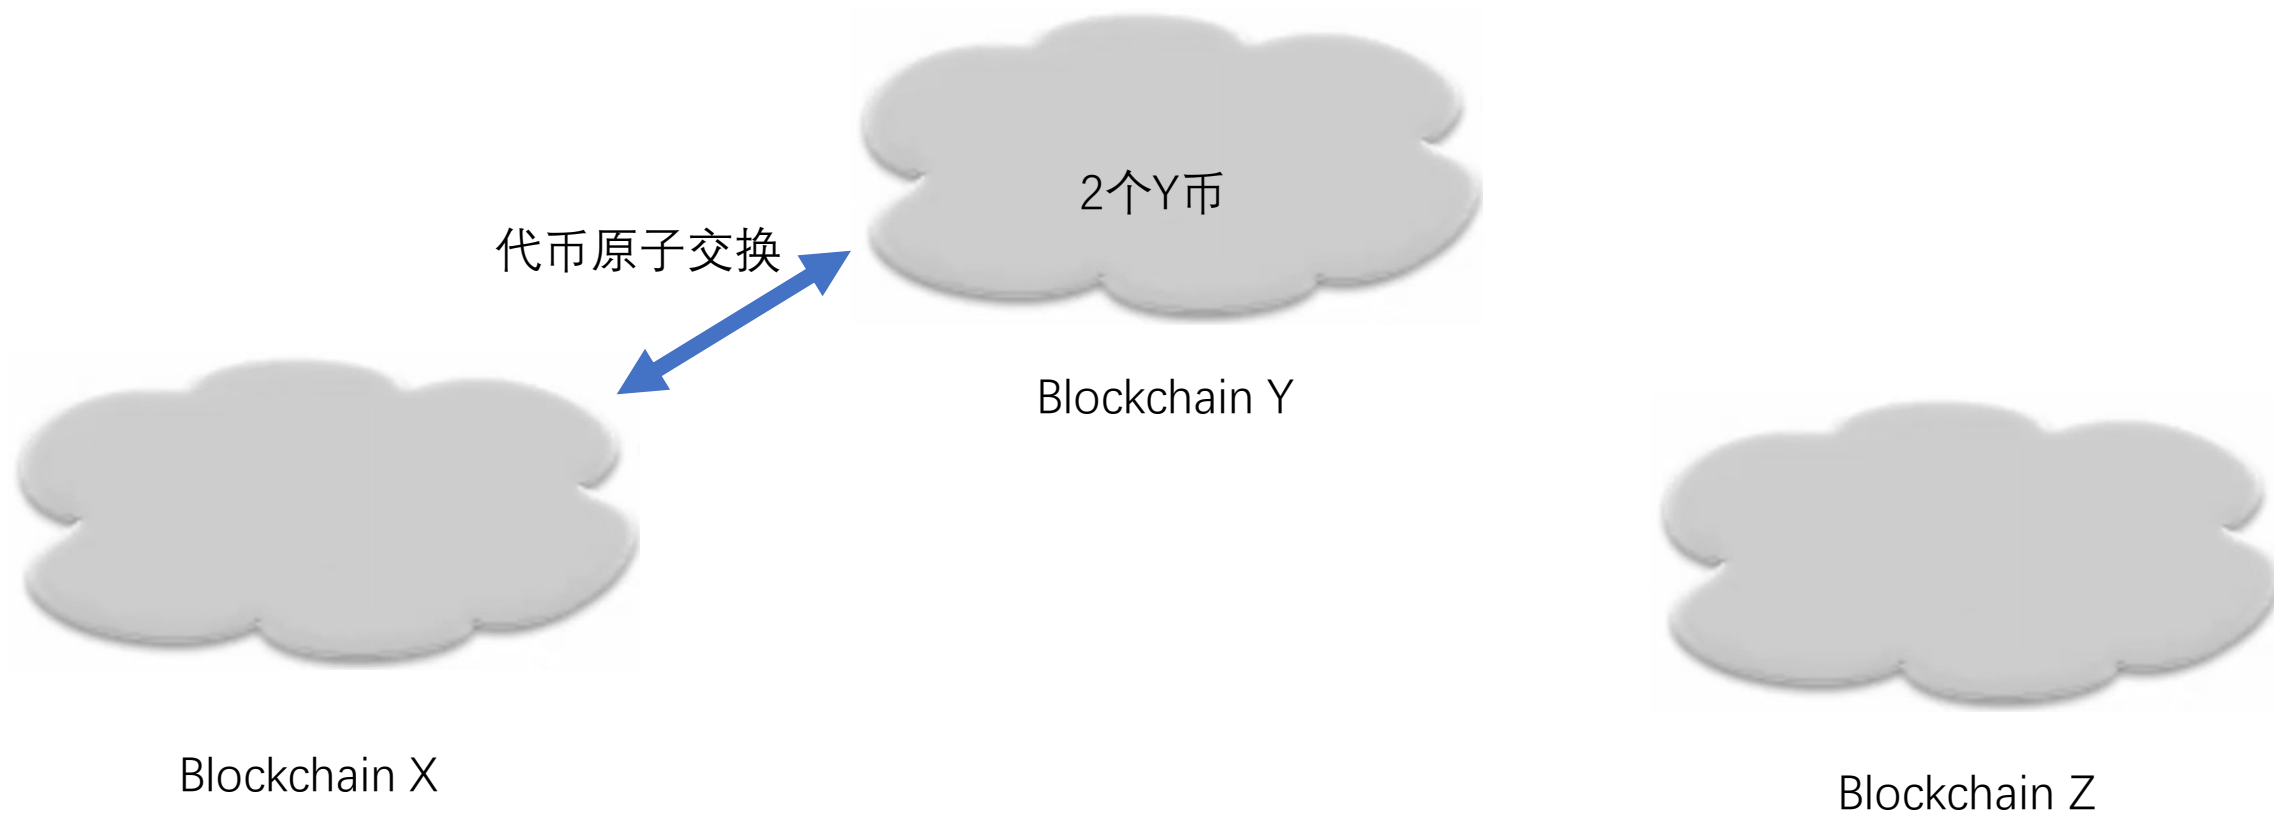 2个Y币
代币原子交换
Blockchain Y
Blockchain X
Blockchain Z